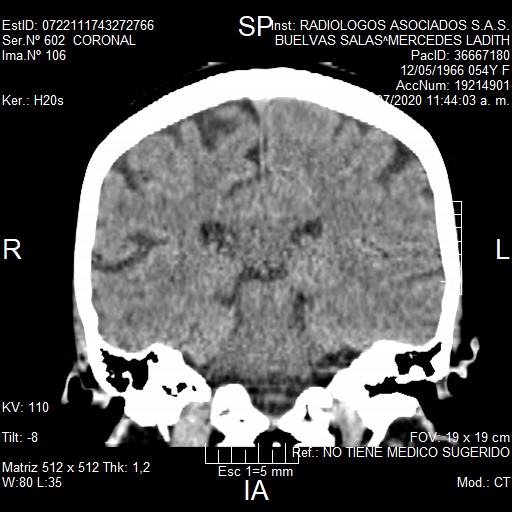 EstID: 0722111743272766
Ser.Nº 602 CORONAL
Ima.Nº 106
Ker.: H20s
SP
Inst: RADIOLOGOS ASOCIADOS S.A.S.
BUELVAS SALAS^MERCEDES LADITH
PacID: 36667180
12/05/1966 054Y F
AccNum: 19214901
07/2020 11:44:03 a. m.
R
L
KV: 110
Tilt: -8
Matriz 512 x 512 Thk: 1,2
W:80 L:35
Esc 1=5 mm
IA
FOV: 19 x 19 cm
Ref.: NO TIENE MEDICO SUGERIDO
Mod.: CT